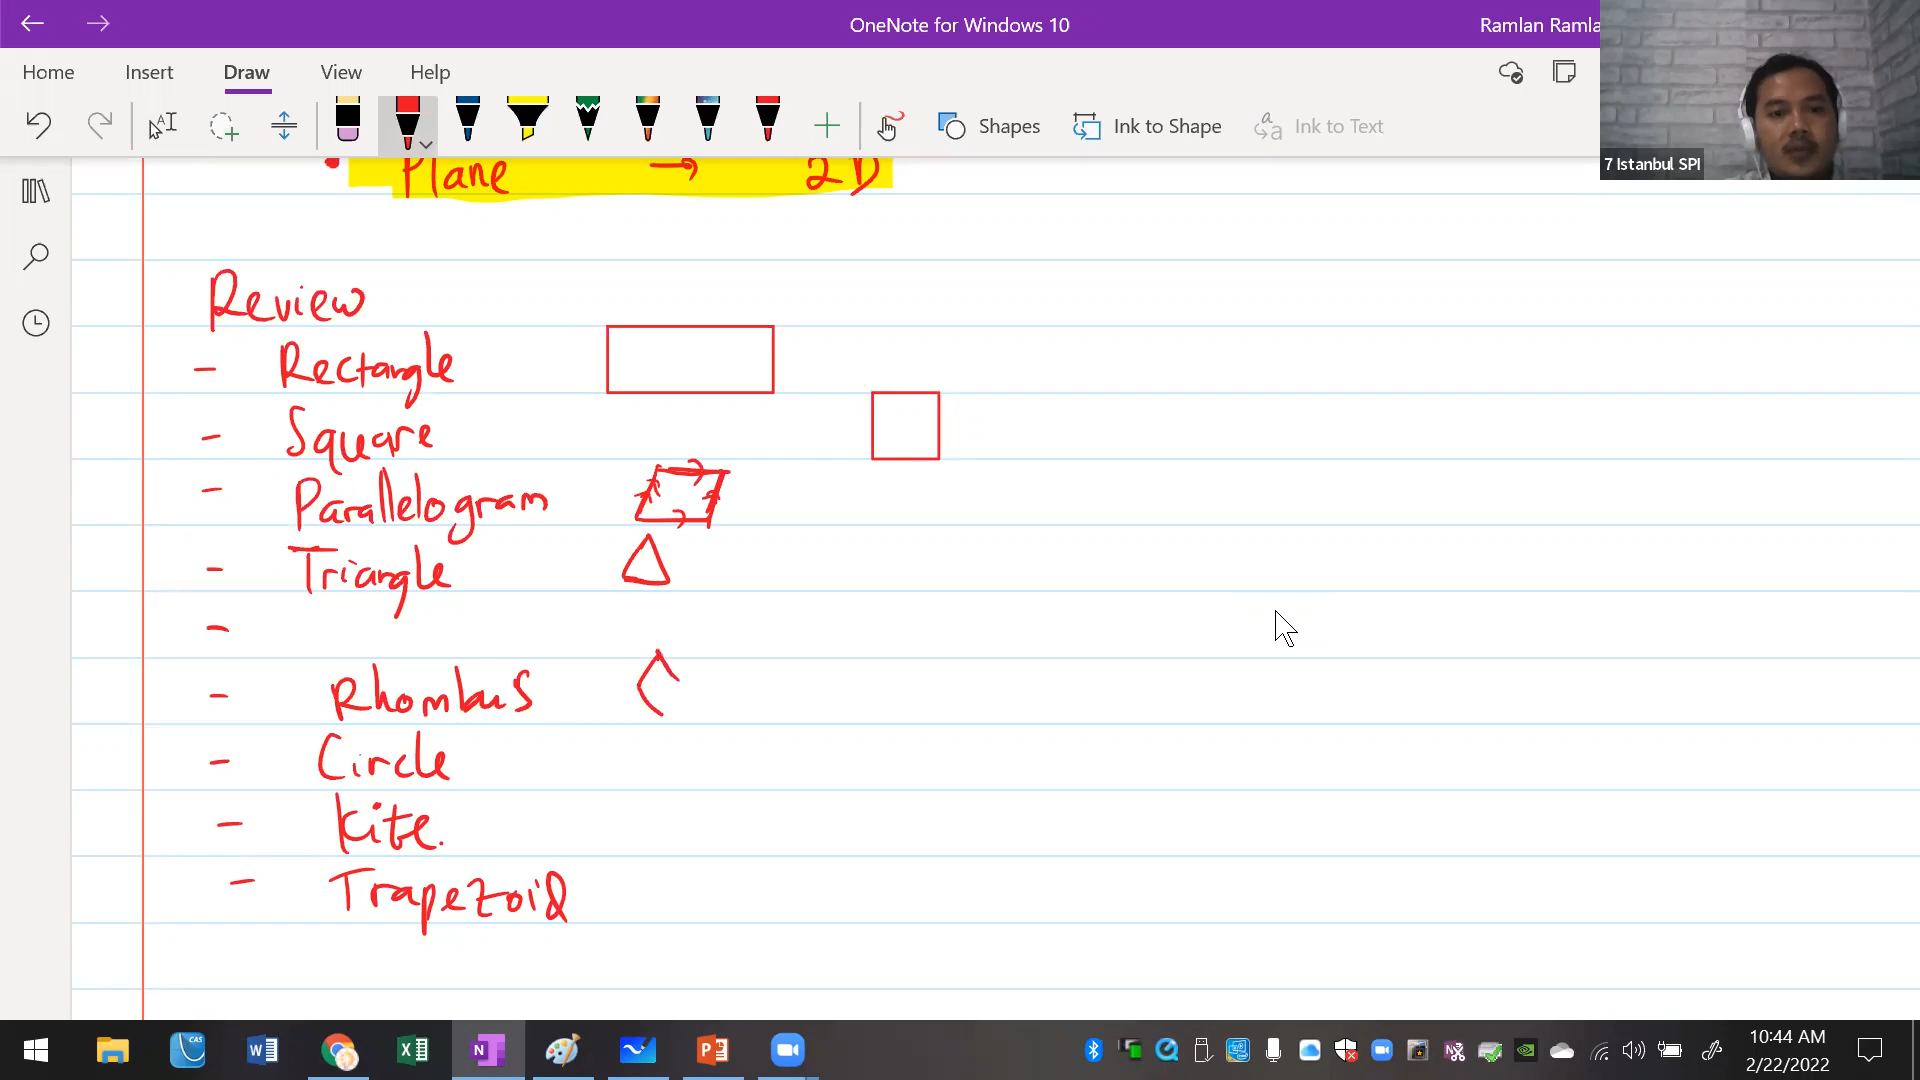 OneNote for Windows 10
Ramlan Ramla
Home Insert Draw View Help
Shapes Ink to Shape Ink to Text
7 Istanbul SPI
• Plane → 2D
Review
- Rectangle
- Square
- Parallelogram
- Triangle
-
- Rhombus
- Circle
- Kite.
- Trapezoid
10:44 AM
2/22/2022